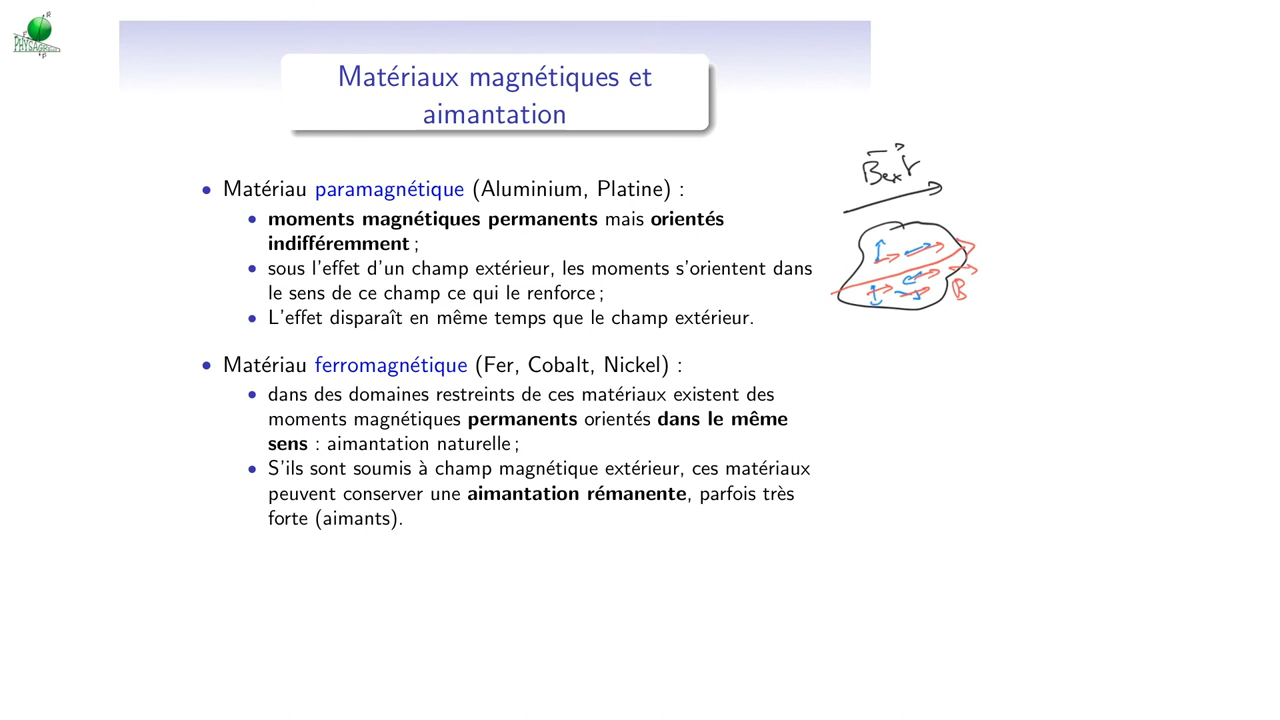 PHYSAGREG
Matériaux magnétiques et
aimantation
• Matériau paramagnétique (Aluminium, Platine) :
• moments magnétiques permanents mais orientés
indifféremment ;
• sous l'effet d'un champ extérieur, les moments s'orientent dans
le sens de ce champ ce qui le renforce ;
• L'effet disparaît en même temps que le champ extérieur.
Bext
B
• Matériau ferromagnétique (Fer, Cobalt, Nickel) :
• dans des domaines restreints de ces matériaux existent des
moments magnétiques permanents orientés dans le même
sens : aimantation naturelle ;
• S'ils sont soumis à champ magnétique extérieur, ces matériaux
peuvent conserver une aimantation rémanente, parfois très
forte (aimants).